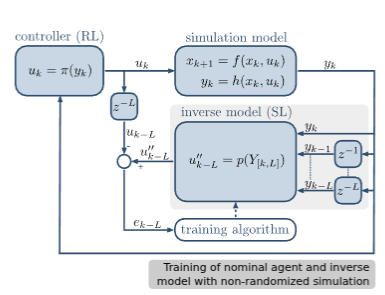 controller (RL)
simulation model
u_k = π(y_k)
u_k
x_{k+1} = f(x_k, u_k)
y_k = h(x_k, u_k)
y_k
z^{-L}
inverse model (SL)
u_{k-L}
u''_{k-L}
-
+
u''_{k-L} = p(Y_{[k,L]})
y_k
y_{k-1}
z^{-1}
y_{k-L}
z^{-L}
e_{k-L}
training algorithm
Training of nominal agent and inverse
model with non-randomized simulation